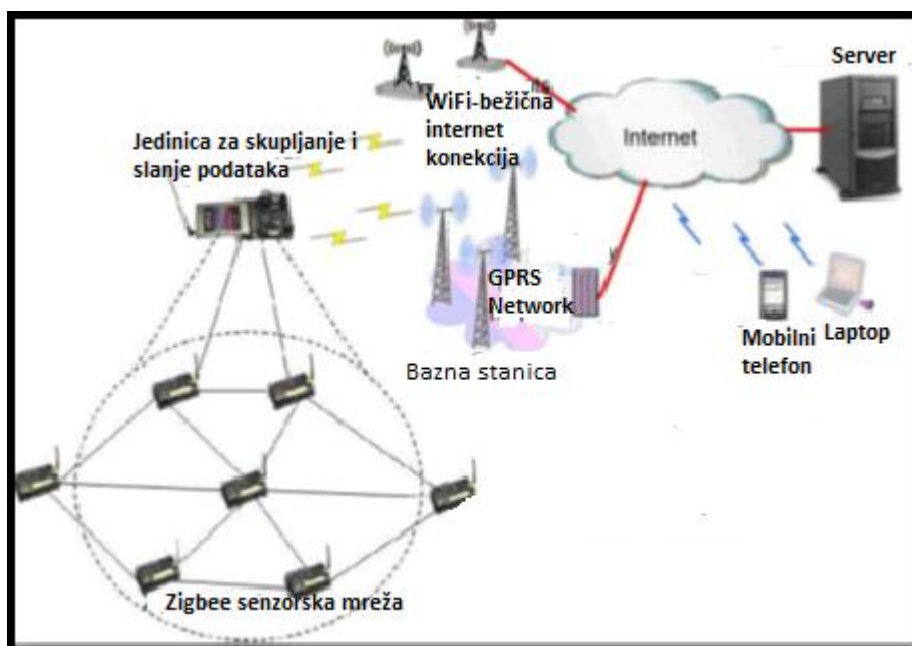 Server
WiFi-bežična
internet
konekcija
Internet
Jedinica za skupljanje i
slanje podataka
GPRS
Network
Bazna stanica
Mobilni
telefon
Laptop
Zigbee senzorska mreža